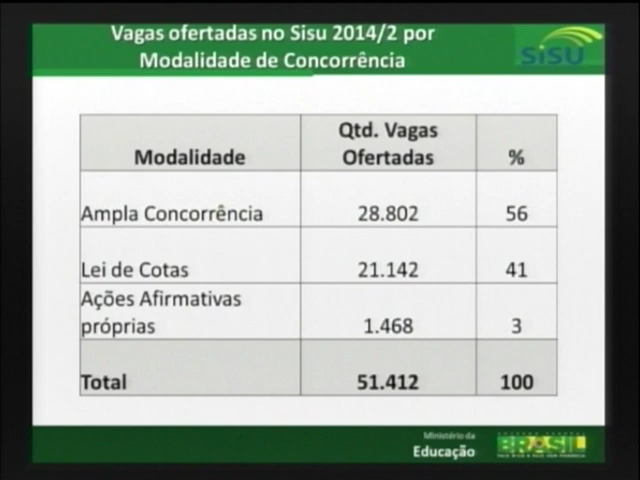 Vagas ofertadas no Sisu 2014/2 por
Modalidade de Concorrência
SiSU
Modalidade
Qtd. Vagas
Ofertadas
%
Ampla Concorrência 28.802 56
Lei de Cotas 21.142 41
Ações Afirmativas
próprias 1.468 3
Total 51.412 100
Ministério da
Educação
BRASIL